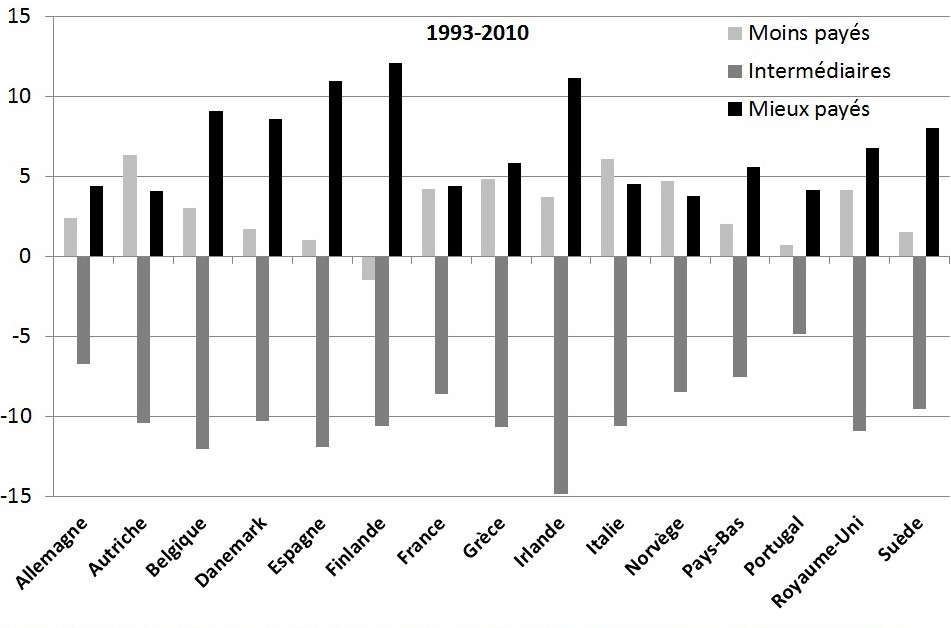 1993-2010
Moins payés
Intermédiaires
Mieux payés
15
10
5
0
-5
-10
-15
Allemagne
Autriche
Belgique
Danemark
Espagne
Finlande
France
Grèce
Irlande
Italie
Norvège
Pays-Bas
Portugal
Royaume-Uni
Suède